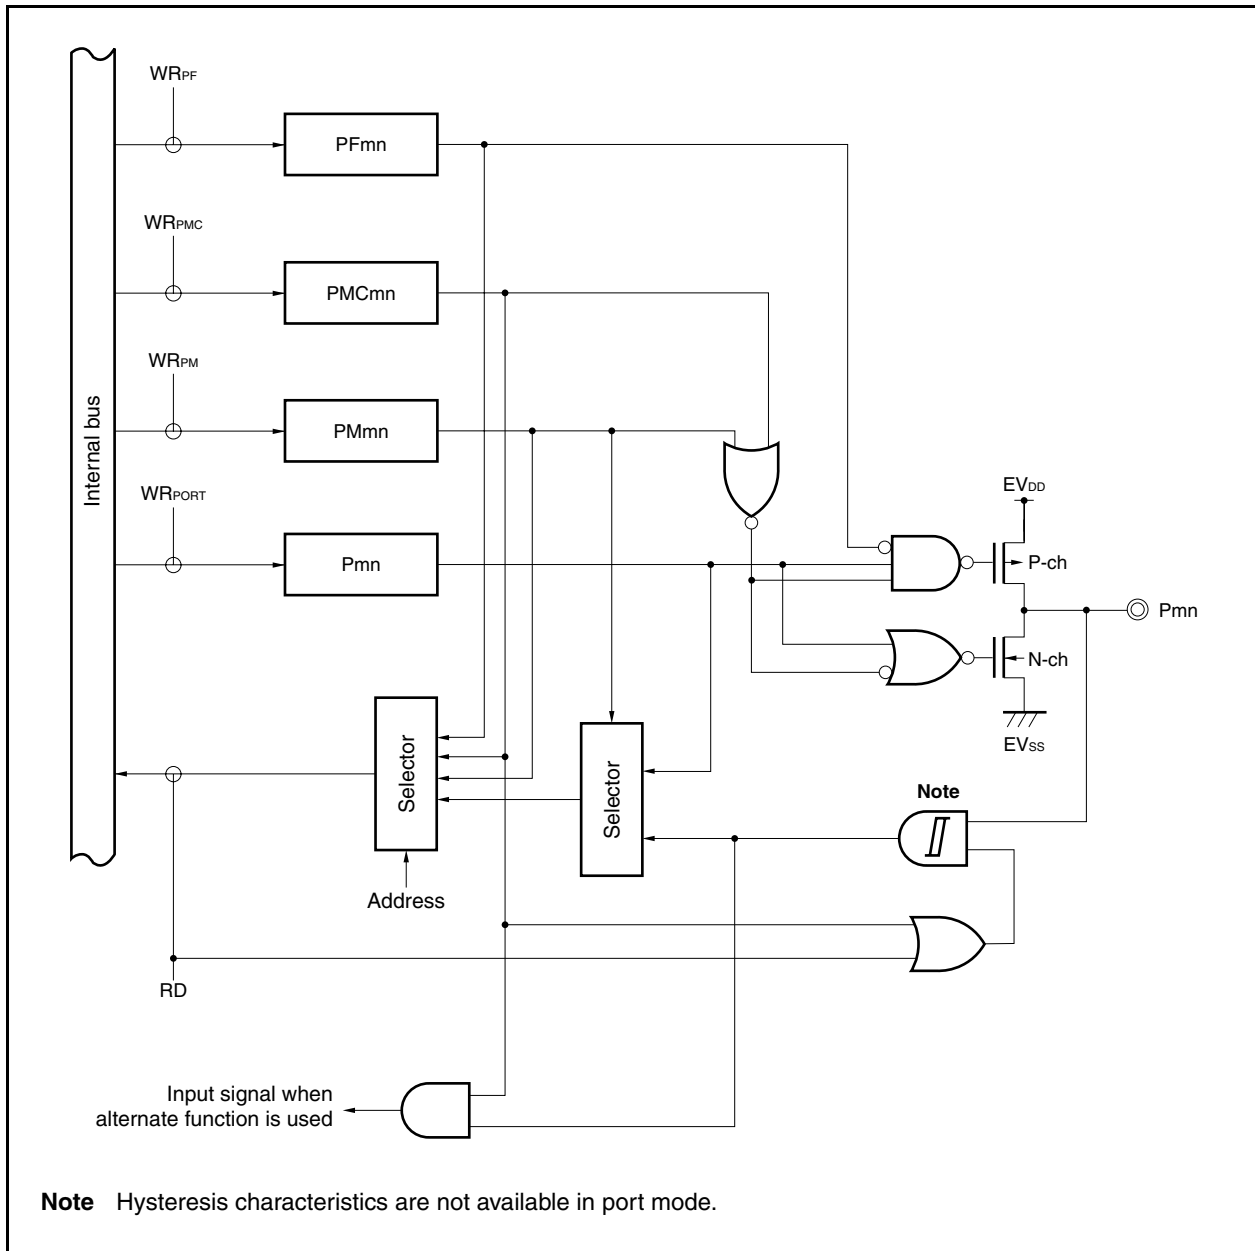 WRPF
PFmn
WRPMC
PMCmn
WRPM
PMmn
Internal bus
WRPORT
Pmn
EVDD
P-ch
Pmn
N-ch
EVSS
Selector
Selector
Note
Address
RD
Input signal when
alternate function is used
Note Hysteresis characteristics are not available in port mode.